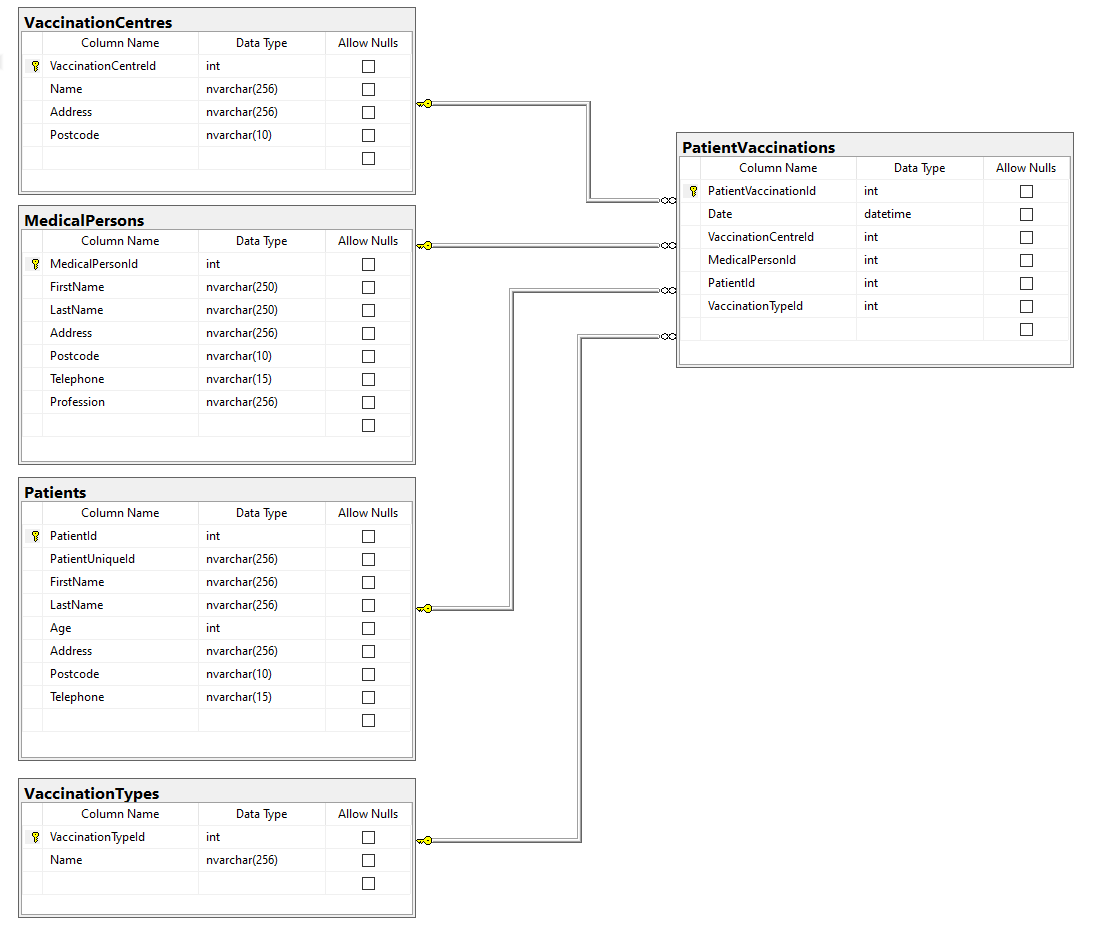 VaccinationCentres
Column Name Data Type Allow Nulls
VaccinationCentreId int
Name nvarchar(256)
Address nvarchar(256)
Postcode nvarchar(10)
MedicalPersons
Column Name Data Type Allow Nulls
MedicalPersonId int
FirstName nvarchar(250)
LastName nvarchar(250)
Address nvarchar(256)
Postcode nvarchar(10)
Telephone nvarchar(15)
Profession nvarchar(256)
Patients
Column Name Data Type Allow Nulls
PatientId int
PatientUniqueId nvarchar(256)
FirstName nvarchar(256)
LastName nvarchar(256)
Age int
Address nvarchar(256)
Postcode nvarchar(10)
Telephone nvarchar(15)
VaccinationTypes
Column Name Data Type Allow Nulls
VaccinationTypeId int
Name nvarchar(256)
PatientVaccinations
Column Name Data Type Allow Nulls
PatientVaccinationId int
Date datetime
VaccinationCentreId int
MedicalPersonId int
PatientId int
VaccinationTypeId int